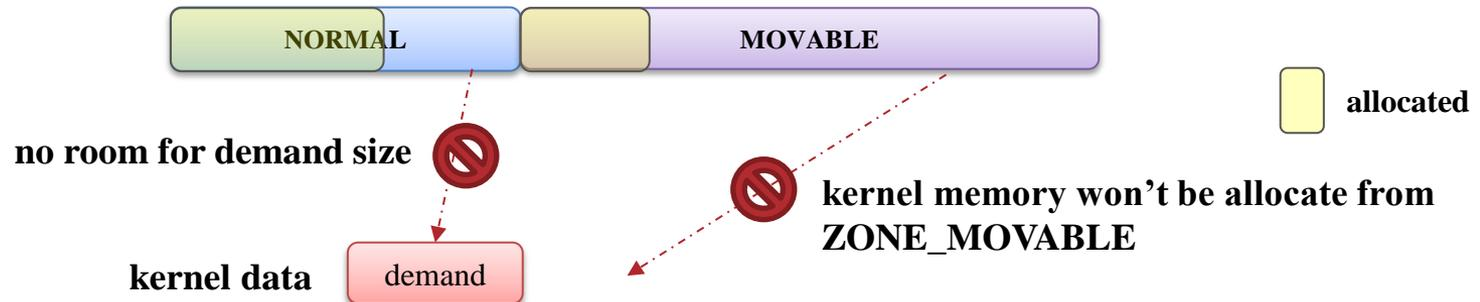 NORMAL
MOVABLE
allocated
no room for demand size
kernel memory won’t be allocate from
ZONE_MOVABLE
kernel data
demand